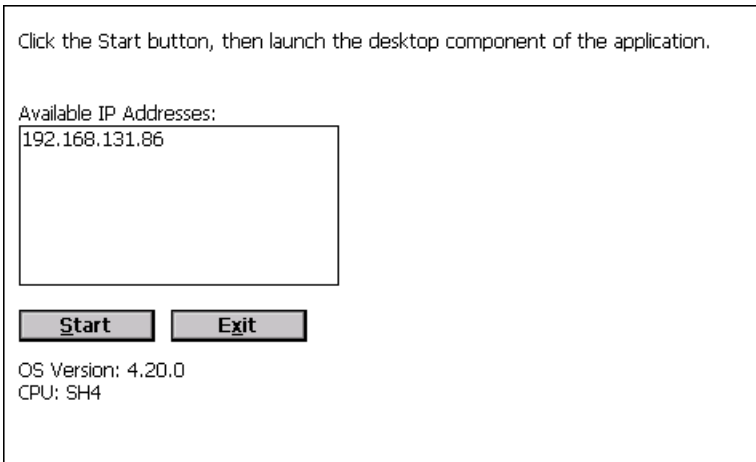 Click the Start button, then launch the desktop component of the application.
Available IP Addresses:
192.168.131.86
Start Exit
OS Version: 4.20.0
CPU: SH4